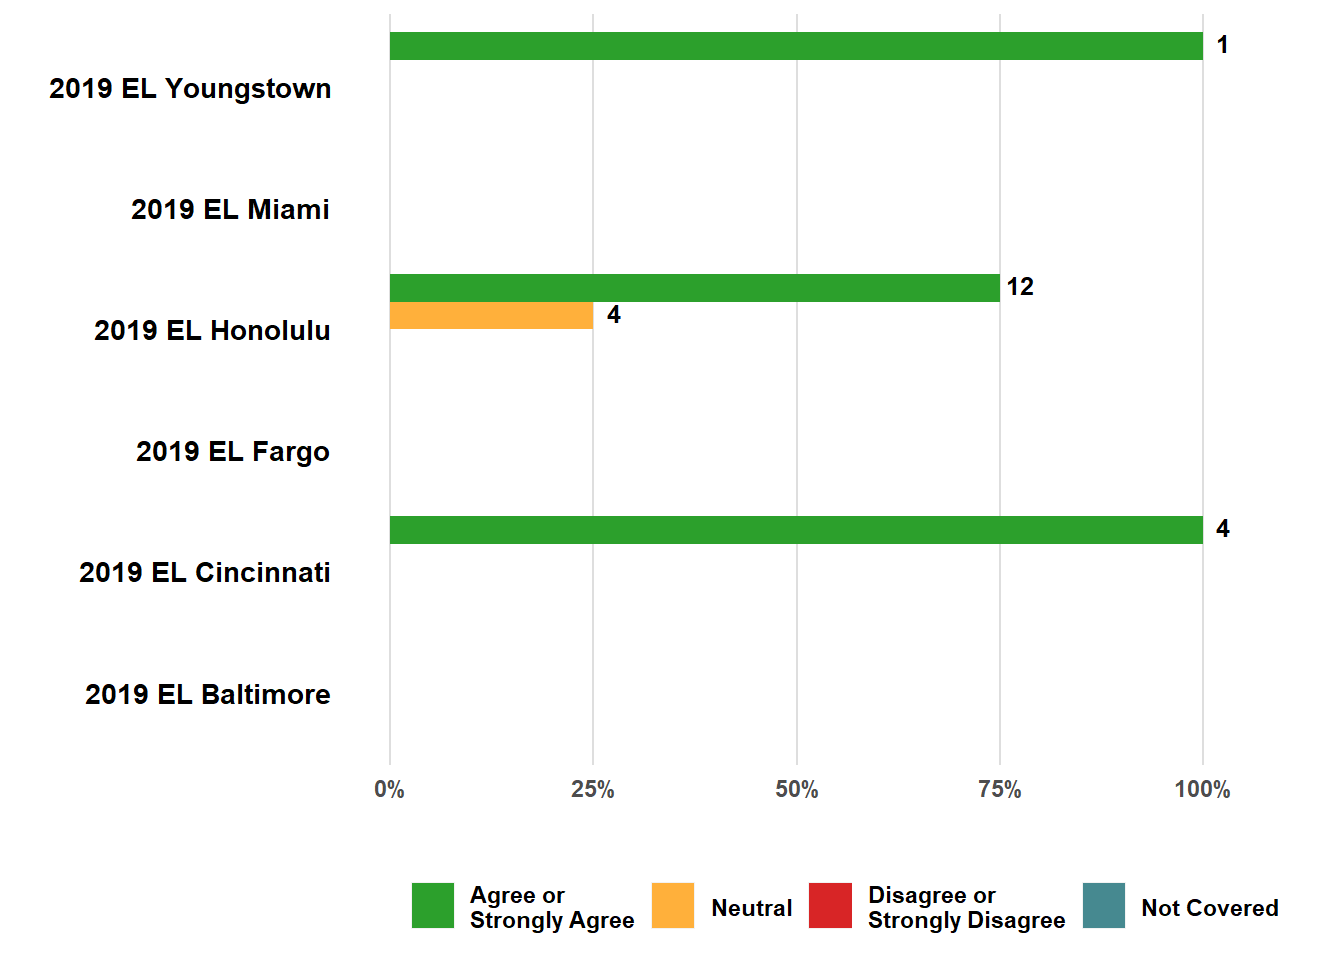 1
2019 EL Youngstown
2019 EL Miami
12
4
2019 EL Honolulu
2019 EL Fargo
4
2019 EL Cincinnati
2019 EL Baltimore
0% 25% 50% 75% 100%
Agree or
Strongly Agree
Neutral
Disagree or
Strongly Disagree
Not Covered